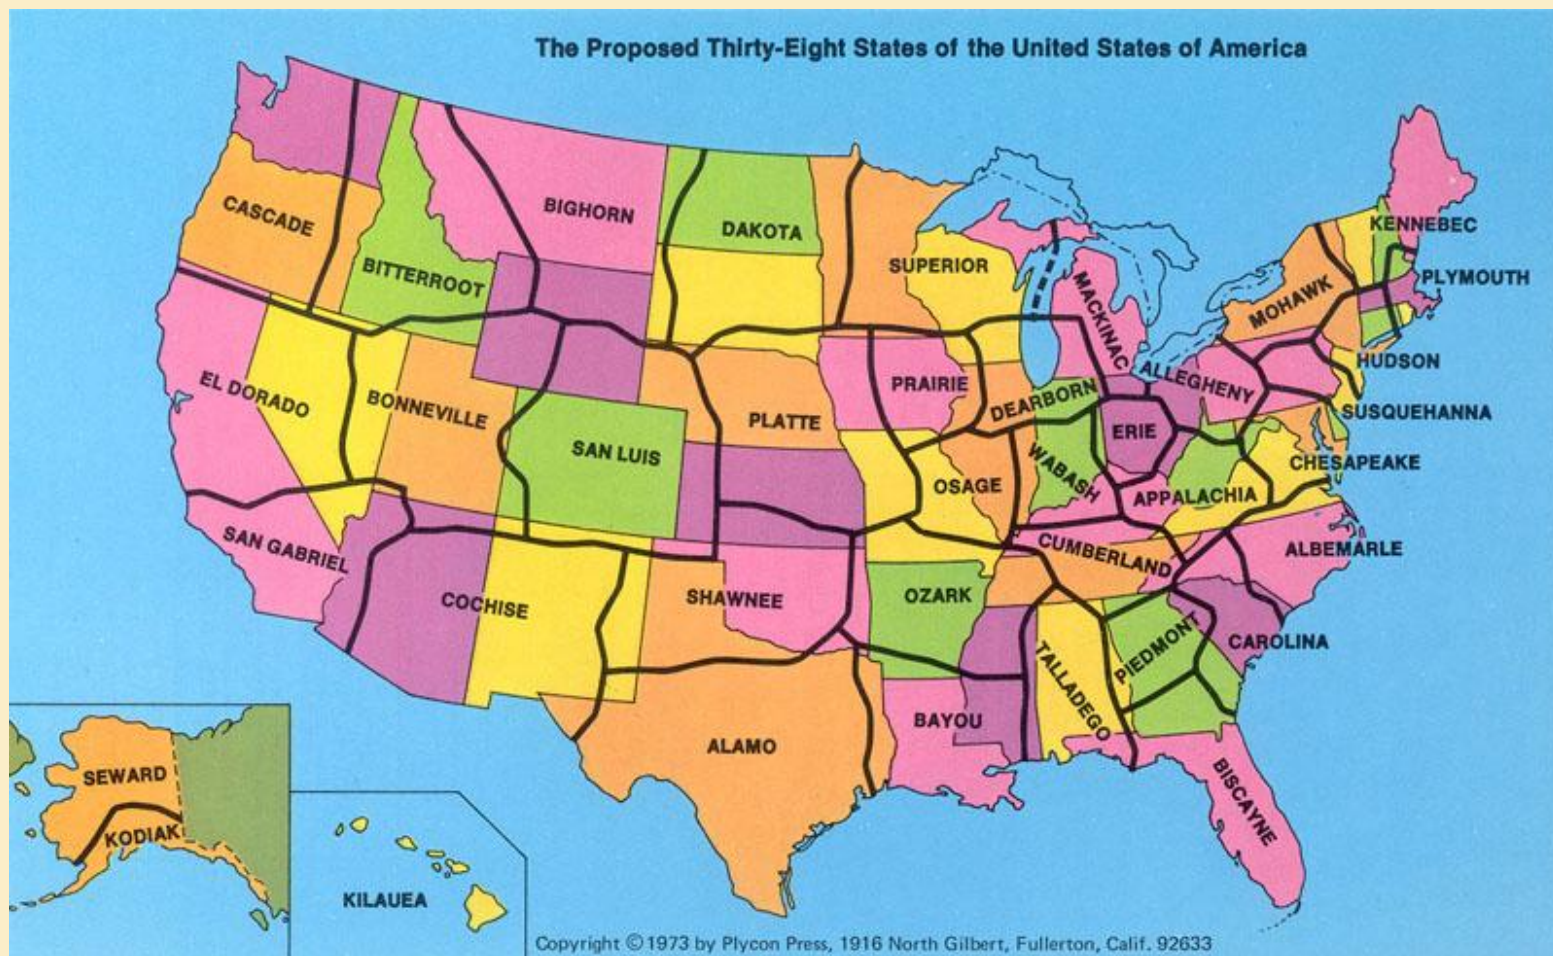 The Proposed Thirty-Eight States of the United States of America
CASCADE
BIGHORN
DAKOTA
BITTERROOT
SUPERIOR
MACKINAC
KENNEBEC
PLYMOUTH
MOHAWK
HUDSON
EL DORADO
BONNEVILLE
PRAIRIE
DEARBORN
ALLEGHENY
SUSQUEHANNA
PLATTE
ERIE
SAN LUIS
CHESAPEAKE
OSAGE
WABASH
APPALACHIA
SAN GABRIEL
CUMBERLAND
ALBEMARLE
COCHISE
SHAWNEE
OZARK
PIEDMONT
CAROLINA
TALLADEGO
BAYOU
ALAMO
BISCAYNE
SEWARD
KODIAK
KILAUEA
Copyright ©1973 by Plycon Press, 1916 North Gilbert, Fullerton, Calif. 92633